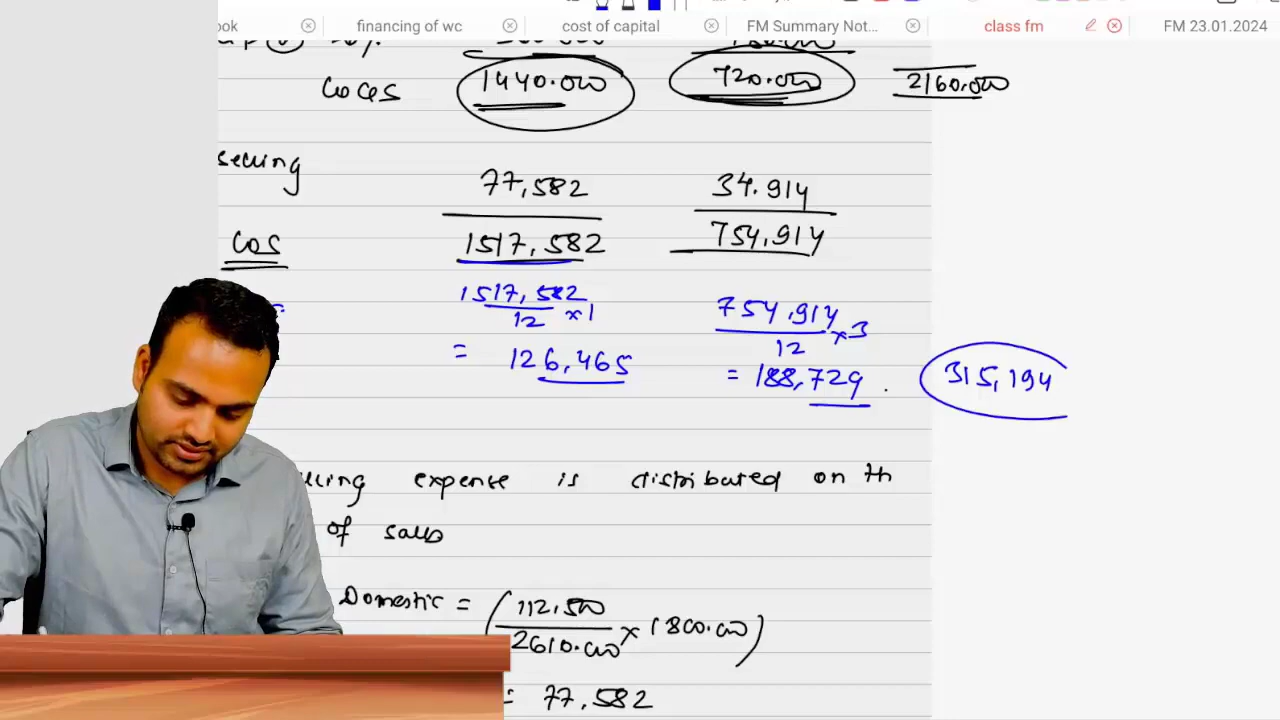 ok financing of wc cost of capital FM Summary Not... class fm FM 23.01.2024
COGS 1440.000 720.000 2160.000
selling 77,582 34.914
COS 1517,582 754,914
1517,582 / 12 ×1 754,914 / 12 ×3
= 126,465 = 188,729 . 315,194
lling expense is distributed on th
of sales
Domestic = ( 112,500 / 2610.000 × 1800.000 )
= 77,582